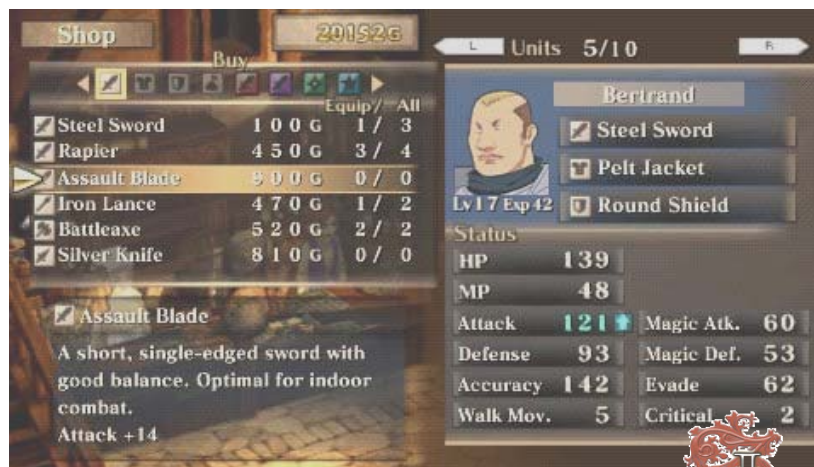 Shop
20152G
L Units 5/10 R
Buy
Equip/ All
Steel Sword 100G 1/ 3
Rapier 450G 3/ 4
Assault Blade 900G 0/ 0
Iron Lance 470G 1/ 2
Battleaxe 520G 2/ 2
Silver Knife 810G 0/ 0
Assault Blade
A short, single-edged sword with
good balance. Optimal for indoor
combat.
Attack +14
Bertrand
Steel Sword
Pelt Jacket
Round Shield
Lv17 Exp42
Status
HP 139
MP 48
Attack 121 Magic Atk. 60
Defense 93 Magic Def. 53
Accuracy 142 Evade 62
Walk Mov. 5 Critical 2